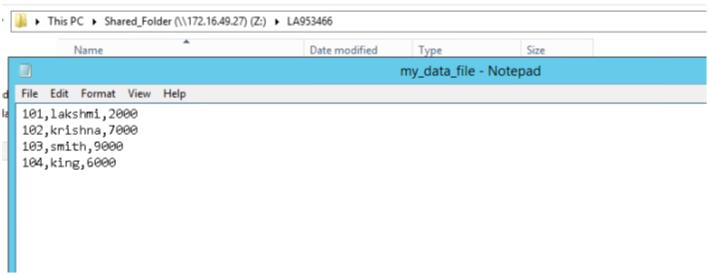 This PC Shared_Folder (\\172.16.49.27) (Z:) LA953466
Name Date modified Type Size
my_data_file - Notepad
File Edit Format View Help
101,lakshmi,2000
102,krishna,7000
103,smith,9000
104,king,6000